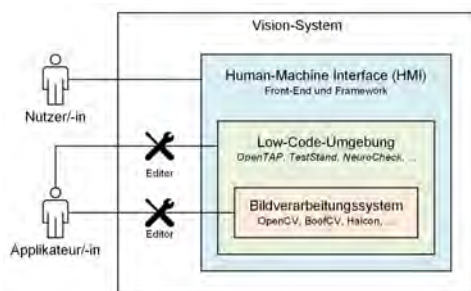 Vision-System
Human-Machine Interface (HMI)
Front-End und Framework
Nutzer/-in
Low-Code-Umgebung
OpenTAP, TestStand, NeuroCheck, ...
Editor
Bildverarbeitungssystem
OpenCV, BoofCV, Halcon, ...
Editor
Applikateur/-in